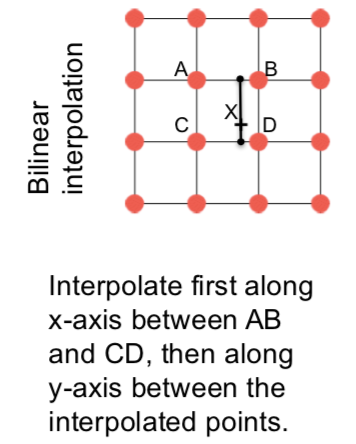 Bilinear
interpolation
A
B
X
C
D
Interpolate first along
x-axis between AB
and CD, then along
y-axis between the
interpolated points.